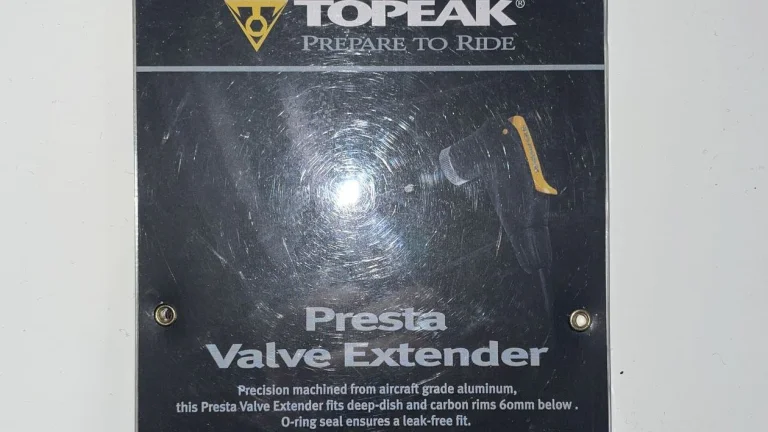 TOPEAK®
PREPARE TO RIDE
Presta
Valve Extender
Precision machined from aircraft grade aluminum,
this Presta Valve Extender fits deep-dish and carbon rims 60mm below .
O-ring seal ensures a leak-free fit.